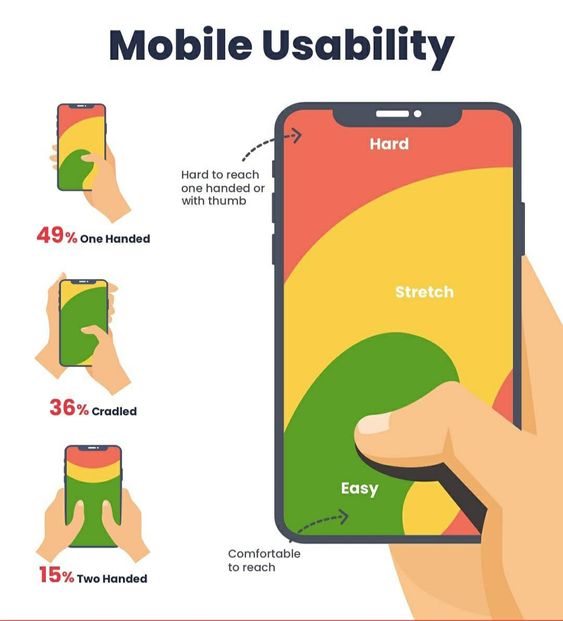 Mobile Usability
Hard
Hard to reach
one handed or
with thumb
49% One Handed
Stretch
36% Cradled
Easy
Comfortable
to reach
15% Two Handed